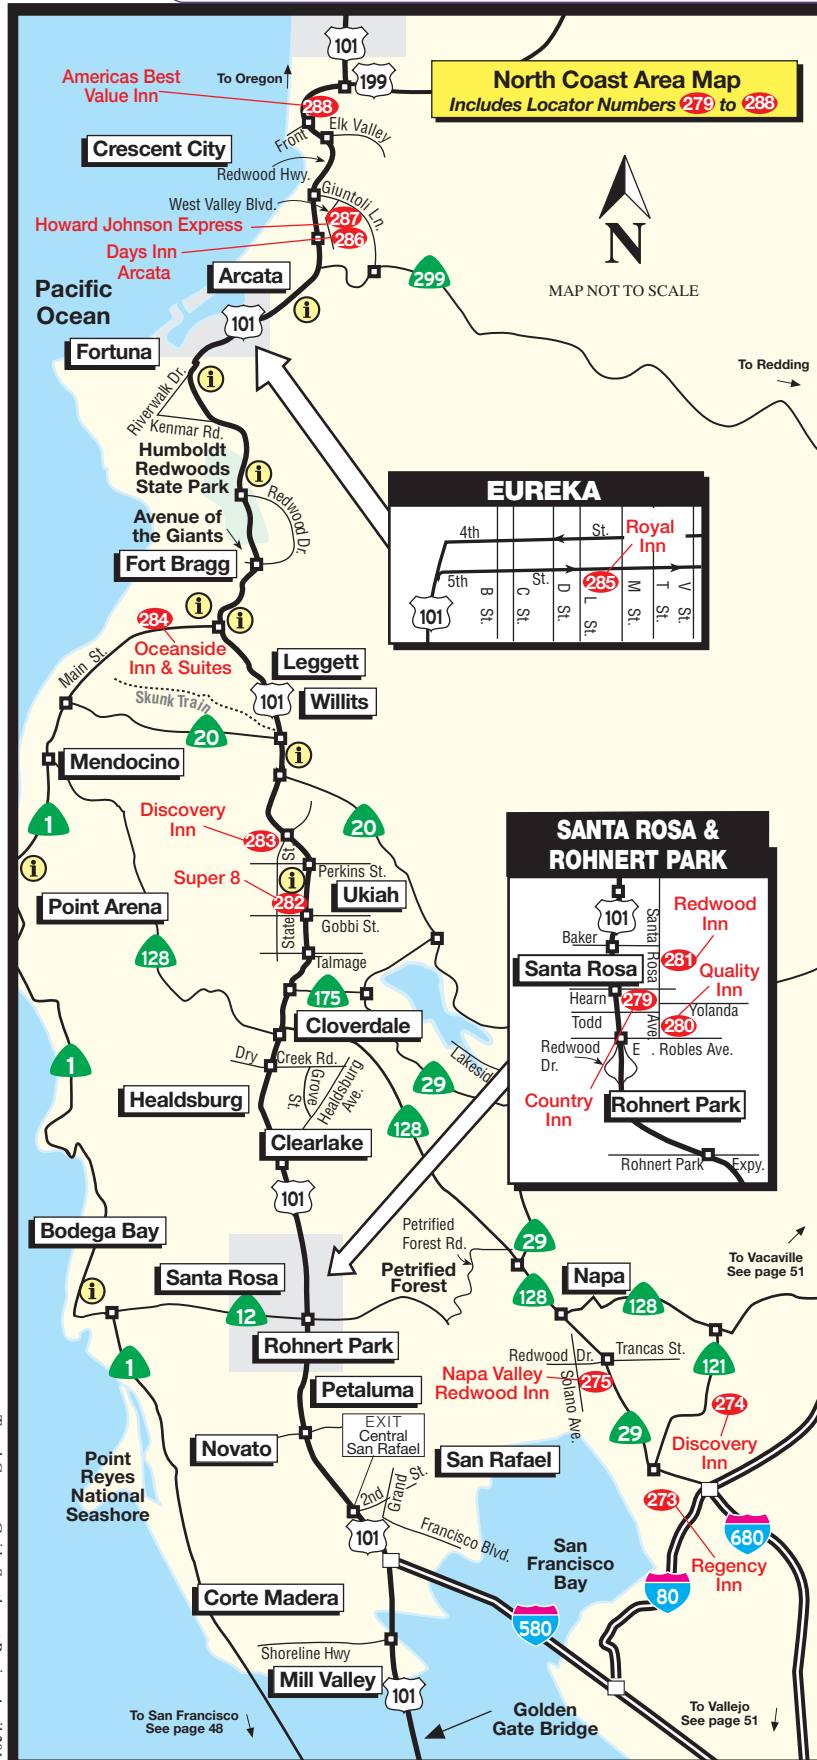 101
199
To Oregon
Americas Best
Value Inn
288
North Coast Area Map
Includes Locator Numbers 279 to 288
Front
Elk Valley
Crescent City
Redwood Hwy.
Giuntoli Ln.
West Valley Blvd.
287
Howard Johnson Express
286
Days Inn
Arcata
N
MAP NOT TO SCALE
Arcata
299
Pacific
Ocean
101
i
Fortuna
To Redding
i
Riverwalk Dr.
Kenmar Rd.
Humboldt
Redwoods
State Park
i
Redwood Dr.
Avenue of
the Giants
Fort Bragg
EUREKA
4th St.
Royal
Inn
5th St.
285
101
B St.
C St.
D St.
L St.
M St.
T St.
V St.
i
i
284
Oceanside
Inn & Suites
Leggett
Main St.
Skunk Train
101
Willits
20
i
Mendocino
1
Discovery
Inn
283
20
i
St.
Perkins St.
i
Super 8
282
Ukiah
State
Gobbi St.
Point Arena
128
Talmage
175
Cloverdale
SANTA ROSA &
ROHNERT PARK
101
Santa Rosa Ave.
Redwood
Inn
Baker
281
Santa Rosa
Quality
Inn
Hearn
279
Yolanda
Todd
280
Redwood
Dr.
E . Robles Ave.
Country
Inn
Rohnert Park
Rohnert Park Expy.
1
Dry Creek Rd.
Grove St.
Healdsburg Ave.
29
Lakesid
Healdsburg
128
Clearlake
101
Bodega Bay
Petrified
Forest Rd.
29
Petrified
Forest
To Vacaville
See page 51
Santa Rosa
i
12
128
Napa
128
Rohnert Park
1
Redwood Dr.
Trancas St.
121
Napa Valley
Redwood Inn
275
Solano Ave.
Petaluma
274
Discovery
Inn
29
EXIT
Central
San Rafael
Novato
San Rafael
Point
Reyes
National
Seashore
2nd St.
Grand
273
101
Francisco Blvd.
680
San
Francisco
Bay
Regency
Inn
80
Corte Madera
580
Shoreline Hwy
Mill Valley
101
To San Francisco
See page 48
Golden
Gate Bridge
To Vallejo
See page 51